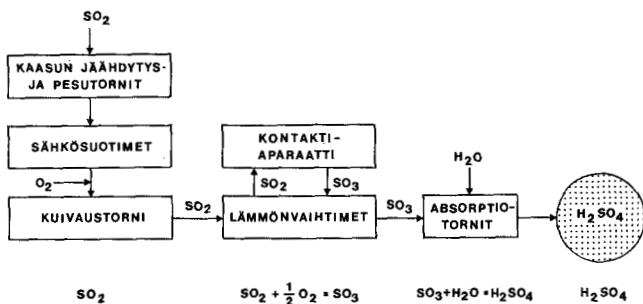 SO2
KAASUN JÄÄHDYTYS-
JA PESUTORNIT
SÄHKÖSUOTIMET
O2
KUIVAUSTORNI
SO2
KONTAKTI-
APARAATTI
SO2
SO3
LÄMMÖNVAIHTIMET
SO3
H2O
ABSORPTIO-
TORNIT
H2SO4
SO2
SO2 + 1/2 O2 = SO3
SO3+H2O=H2SO4
H2SO4